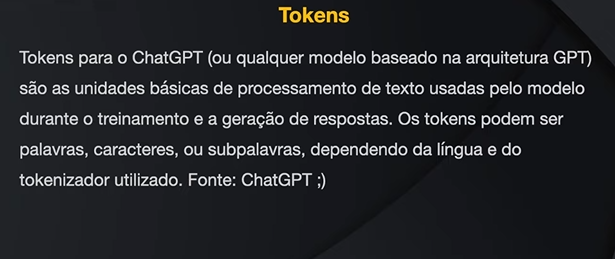 Tokens
Tokens para o ChatGPT (ou qualquer modelo baseado na arquitetura GPT)
são as unidades básicas de processamento de texto usadas pelo modelo
durante o treinamento e a geração de respostas. Os tokens podem ser
palavras, caracteres, ou subpalavras, dependendo da língua e do
tokenizador utilizado. Fonte: ChatGPT ;)